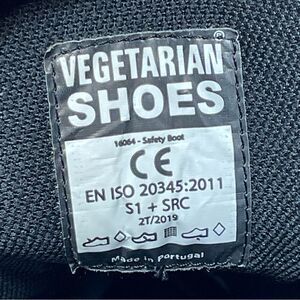 VEGETARIAN
SHOES®
16064 - Safety Boot
CE
EN ISO 20345:2011
S1 + SRC
2T/2019
Made in Portugal